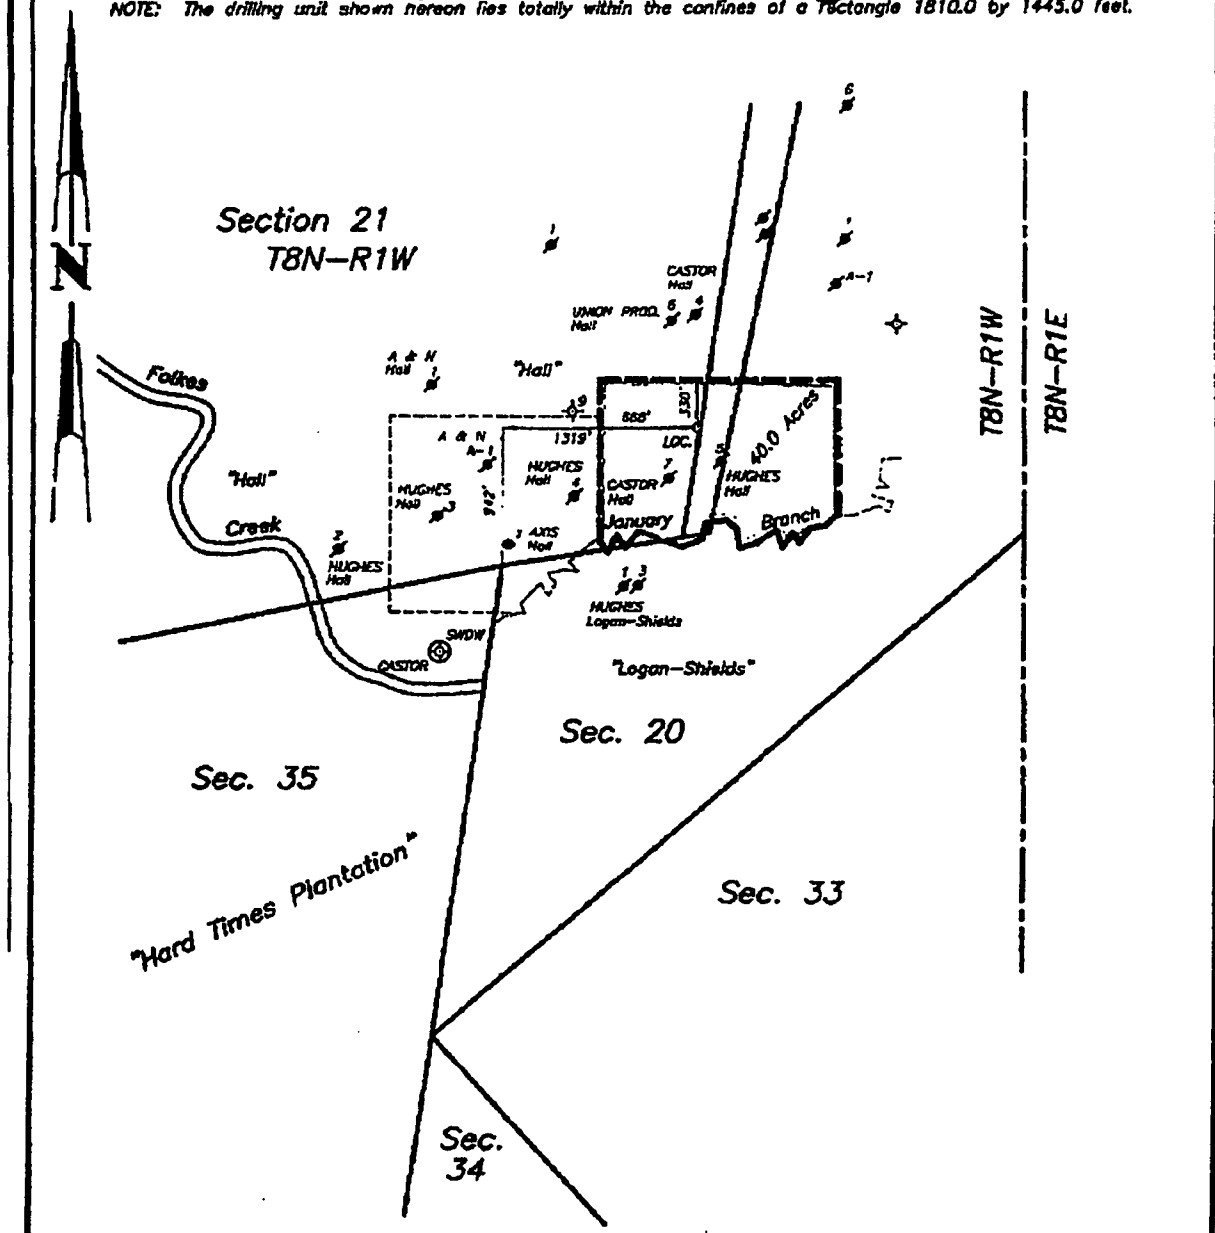 NOTE: The drilling unit shown hereon lies totally within the confines of a rectangle 1810.0 by 1445.0 feet.
6
Section 21
T8N-R1W
1
N
CASTOR
Hall
A-1
UNION PROD.
Hall
6
4
T8N-R1W
T8N-R1E
A & N
Hall
1
"Hall"
Folkes
9
330'
40.0 Acres
1319'
LOC.
A & N
A-1
5
HUGHES
Hall
HUGHES
Hall
4
7
CASTOR
Hall
"Hall"
HUGHES
Hall
3
942'
January
Branch
Creek
AXIS
Hall
2
HUGHES
Hall
1 3
HUGHES
Logan-Shields
SWDW
CASTOR
"Logan-Shields"
Sec. 20
Sec. 35
"Hard Times Plantation"
Sec. 33
Sec.
34